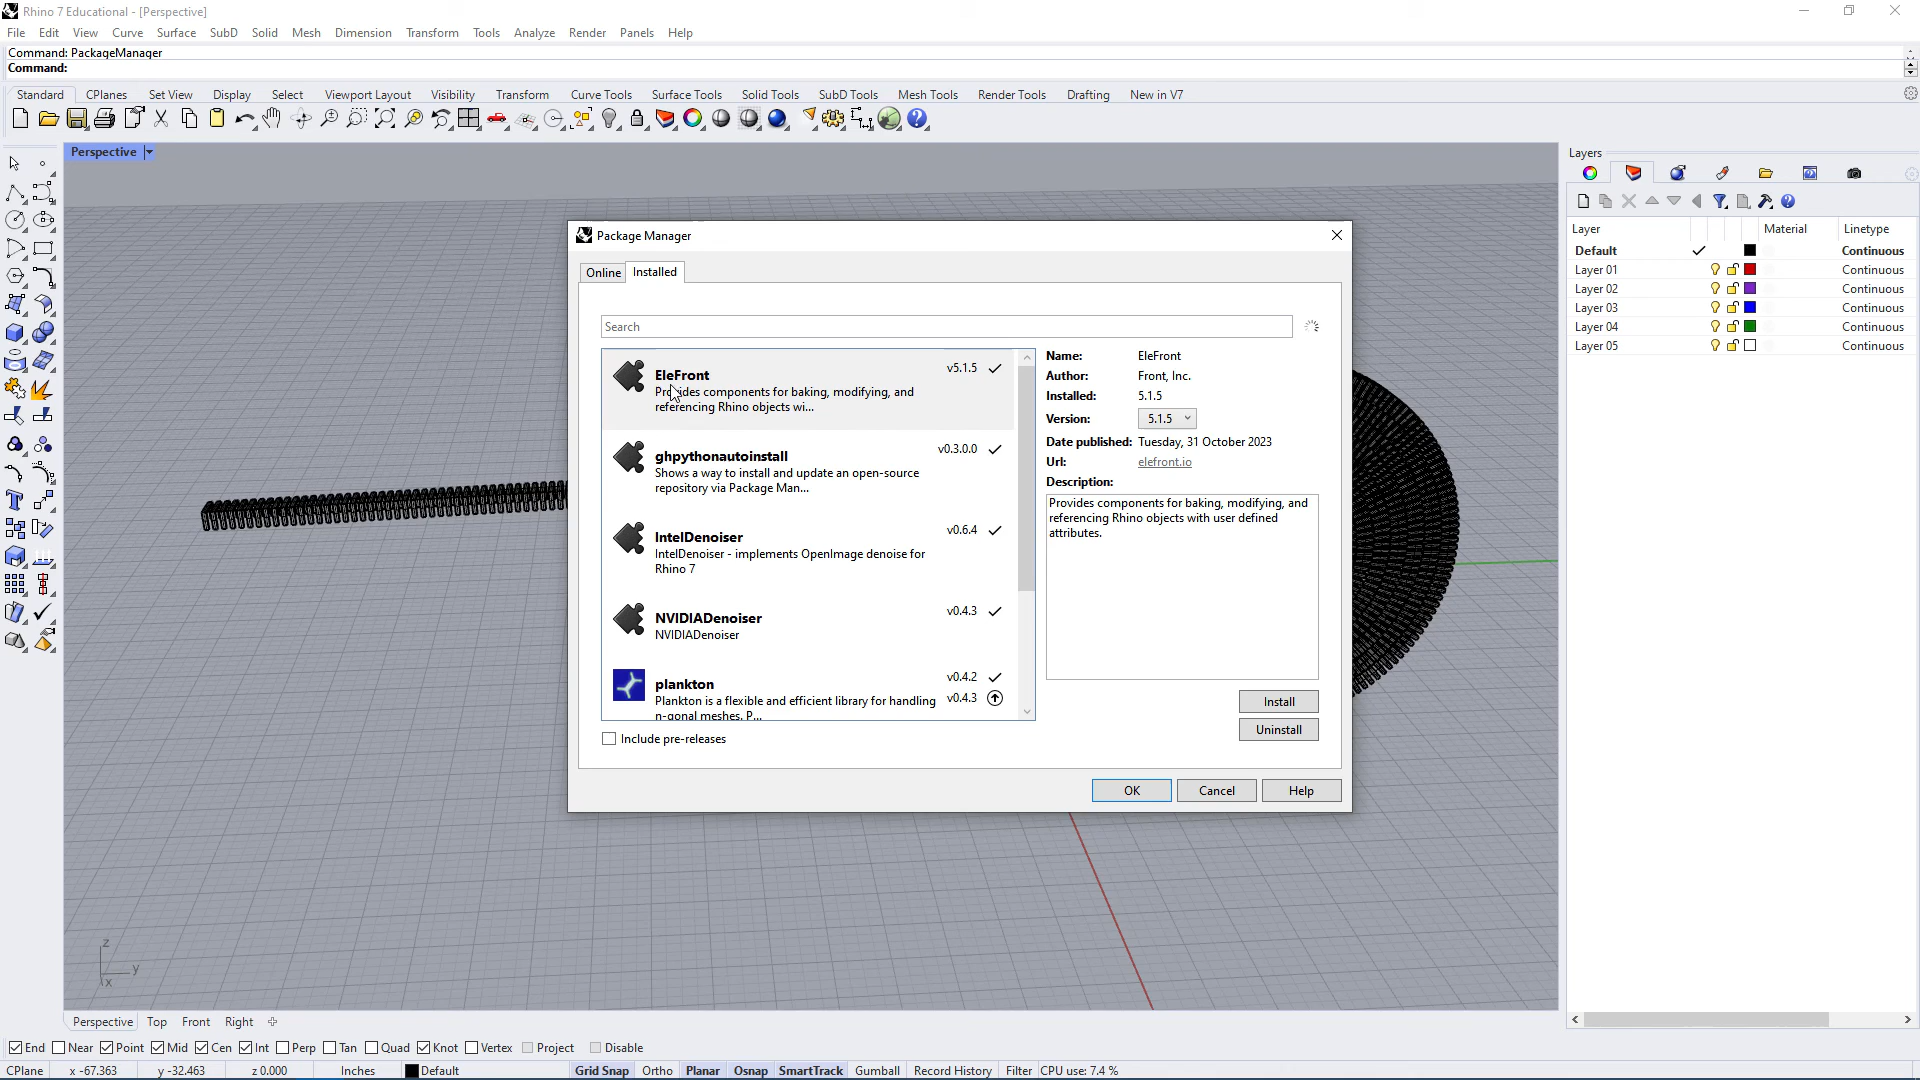 Rhino 7 Educational - [Perspective]
File Edit View Curve Surface SubD Solid Mesh Dimension Transform Tools Analyze Render Panels Help
Command: PackageManager
Command:
Standard CPlanes Set View Display Select Viewport Layout Visibility Transform Curve Tools Surface Tools Solid Tools SubD Tools Mesh Tools Render Tools Drafting New in V7
Perspective
Layers
Layer Material Linetype
Default Continuous
Layer 01 Continuous
Layer 02 Continuous
Layer 03 Continuous
Layer 04 Continuous
Layer 05 Continuous
Package Manager
Online Installed
Search
EleFront v5.1.5
Provides components for baking, modifying, and
referencing Rhino objects wi...
ghpythonautoinstall v0.3.0.0
Shows a way to install and update an open-source
repository via Package Man...
IntelDenoiser v0.6.4
IntelDenoiser - implements OpenImage denoise for
Rhino 7
NVIDIADenoiser v0.4.3
NVIDIADenoiser
plankton v0.4.2
Plankton is a flexible and efficient library for handling v0.4.3
n-gonal meshes. P...
Include pre-releases
Name: EleFront
Author: Front, Inc.
Installed: 5.1.5
Version: 5.1.5
Date published: Tuesday, 31 October 2023
Url: elefront.io
Description:
Provides components for baking, modifying, and
referencing Rhino objects with user defined
attributes.
Install
Uninstall
OK Cancel Help
z
y
x
Perspective Top Front Right
End Near Point Mid Cen Int Perp Tan Quad Knot Vertex Project Disable
CPlane x -67.363 y -32.463 z 0.000 Inches Default Grid Snap Ortho Planar Osnap SmartTrack Gumball Record History Filter CPU use: 7.4 %